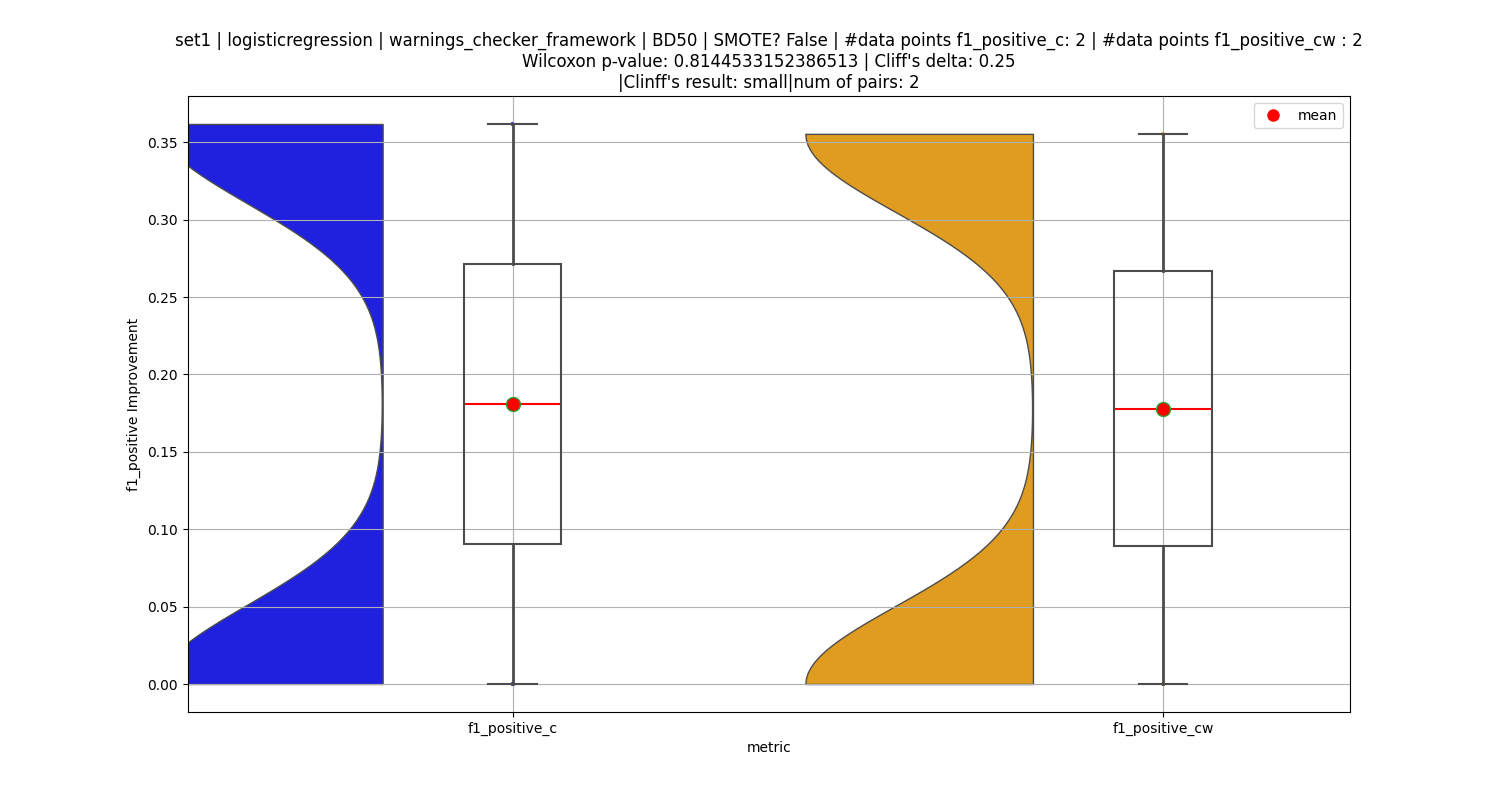 set1 | logisticregression | warnings_checker_framework | BD50 | SMOTE? False | #data points f1_positive_c: 2 | #data points f1_positive_cw : 2
Wilcoxon p-value: 0.8144533152386513 | Cliff's delta: 0.25
|Clinff's result: small|num of pairs: 2
mean
0.35
0.30
0.25
0.20
0.15
0.10
0.05
0.00
f1_positive Improvement
f1_positive_c
f1_positive_cw
metric